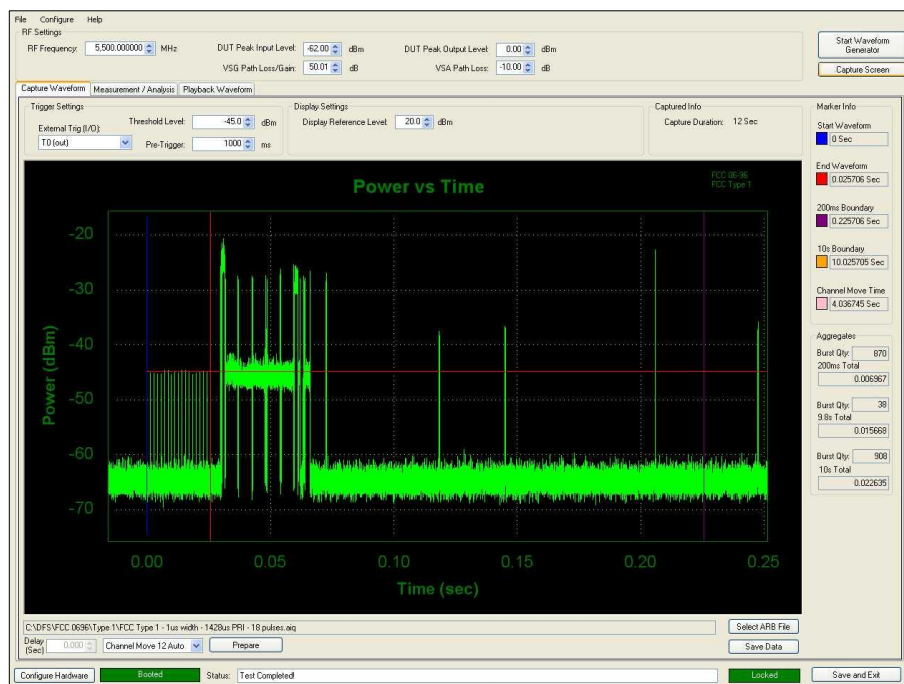 File Configure Help
RF Settings
RF Frequency: 5,500.000000 MHz
DUT Peak Input Level: -62.00 dBm
DUT Peak Output Level: 0.00 dBm
VSG Path Loss/Gain: 50.01 dB
VSA Path Loss: -10.00 dB
Start Waveform Generator
Capture Screen
Capture Waveform Measurement / Analysis Playback Waveform
Trigger Settings
External Trig (I/O):
T0 (out)
Threshold Level: -45.0 dBm
Pre-Trigger: 1000 ms
Display Settings
Display Reference Level: 20.0 dBm
Captured Info
Capture Duration: 12 Sec
Marker Info
Start Waveform
0 Sec
End Waveform
0.025706 Sec
200ms Boundary
0.225706 Sec
10s Boundary
10.025705 Sec
Channel Move Time
4.036745 Sec
Aggregates
Burst Qty: 870
200ms Total
0.006967
Burst Qty: 38
9.8s Total
0.015668
Burst Qty: 908
10s Total
0.022635
Power vs Time
FCC 06-96
FCC Type 1
Power (dBm)
-20
-30
-40
-50
-60
-70
0.00 0.05 0.10 0.15 0.20 0.25
Time (sec)
C:\DFS\FCC 0696\Type 1\FCC Type 1 - 1us width - 1428us PRI - 18 pulses.aiq
Select ARB File
Delay (Sec) 0.000
Channel Move 12 Auto
Prepare
Save Data
Configure Hardware
Booted
Status: Test Completed!
Locked
Save and Exit